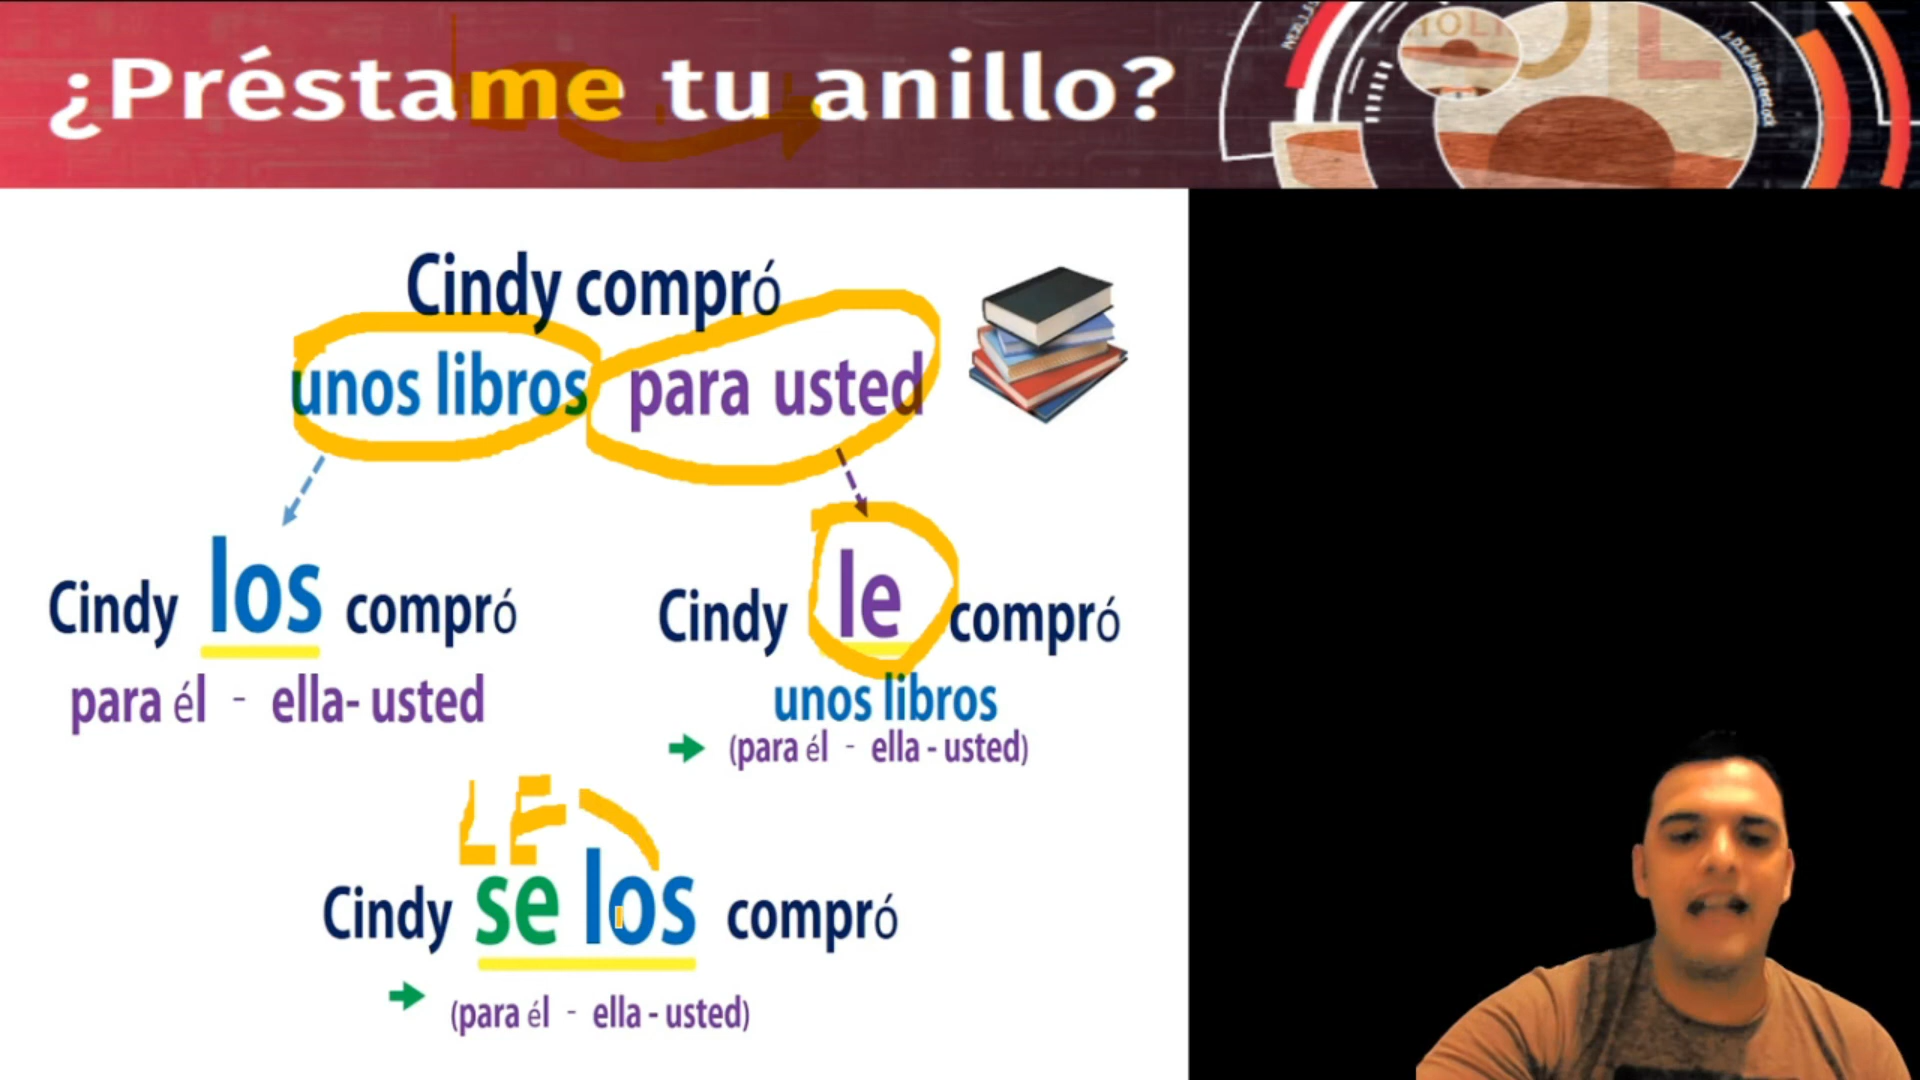 ¿Préstame tu anillo?
Cindy compró
unos libros para usted
Cindy los compró
para él - ella- usted
Cindy le compró
unos libros
(para él - ella - usted)
LE
Cindy se los compró
(para él - ella - usted)